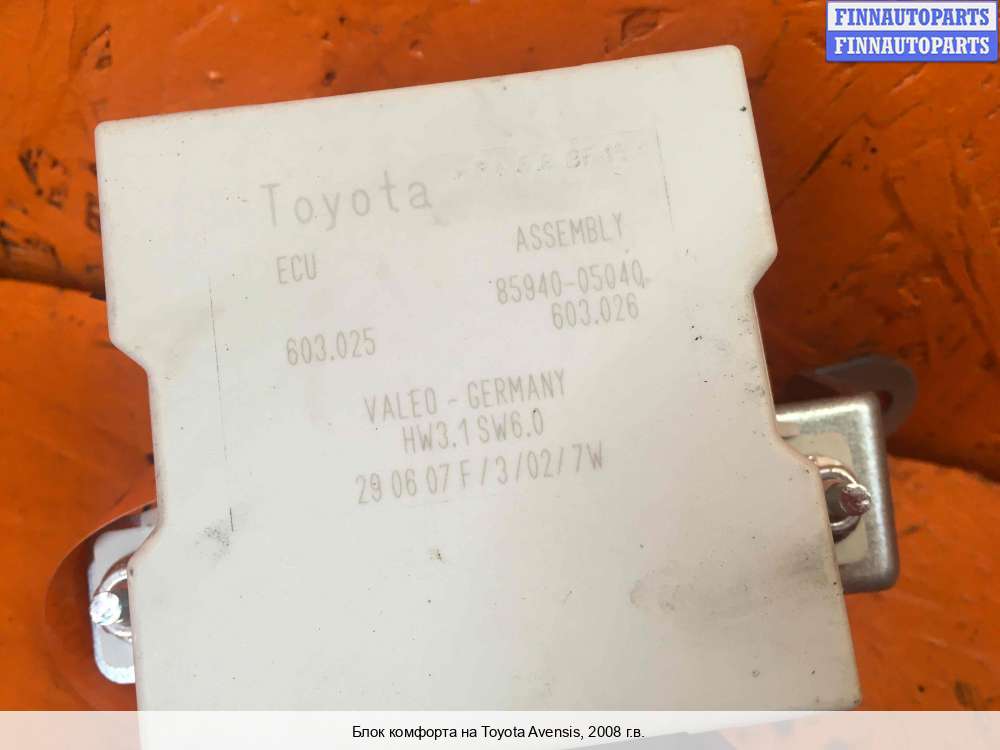 FINNAUTOPARTS
FINNAUTOPARTS
Toyota
ECU ASSEMBLY
85940-05040
603.025 603.026
VALEO - GERMANY
HW3.1 SW6.0
29 06 07 F/3/02/7W
Блок комфорта на Toyota Avensis, 2008 г.в.